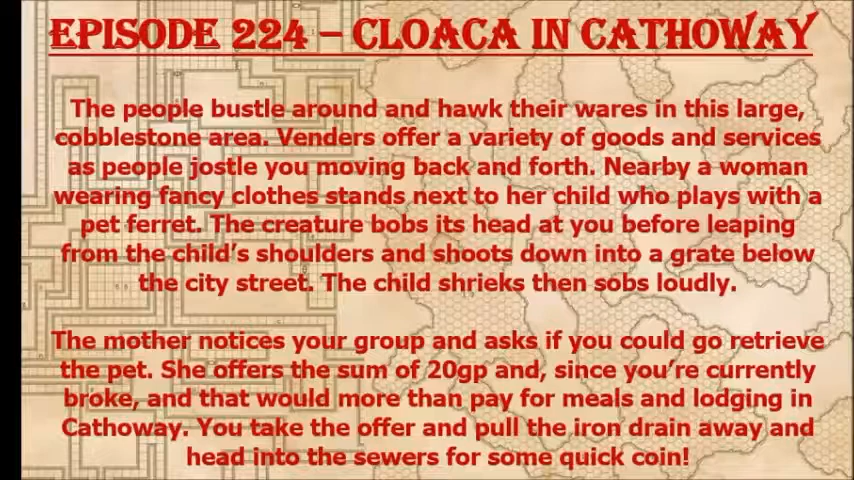 EPISODE 224 – CLOACA IN CATHOWAY
The people bustle around and hawk their wares in this large,
cobblestone area. Venders offer a variety of goods and services
as people jostle you moving back and forth. Nearby a woman
wearing fancy clothes stands next to her child who plays with a
pet ferret. The creature bobs its head at you before leaping
from the child’s shoulders and shoots down into a grate below
the city street. The child shrieks then sobs loudly.
The mother notices your group and asks if you could go retrieve
the pet. She offers the sum of 20gp and, since you’re currently
broke, and that would more than pay for meals and lodging in
Cathoway. You take the offer and pull the iron drain away and
head into the sewers for some quick coin!